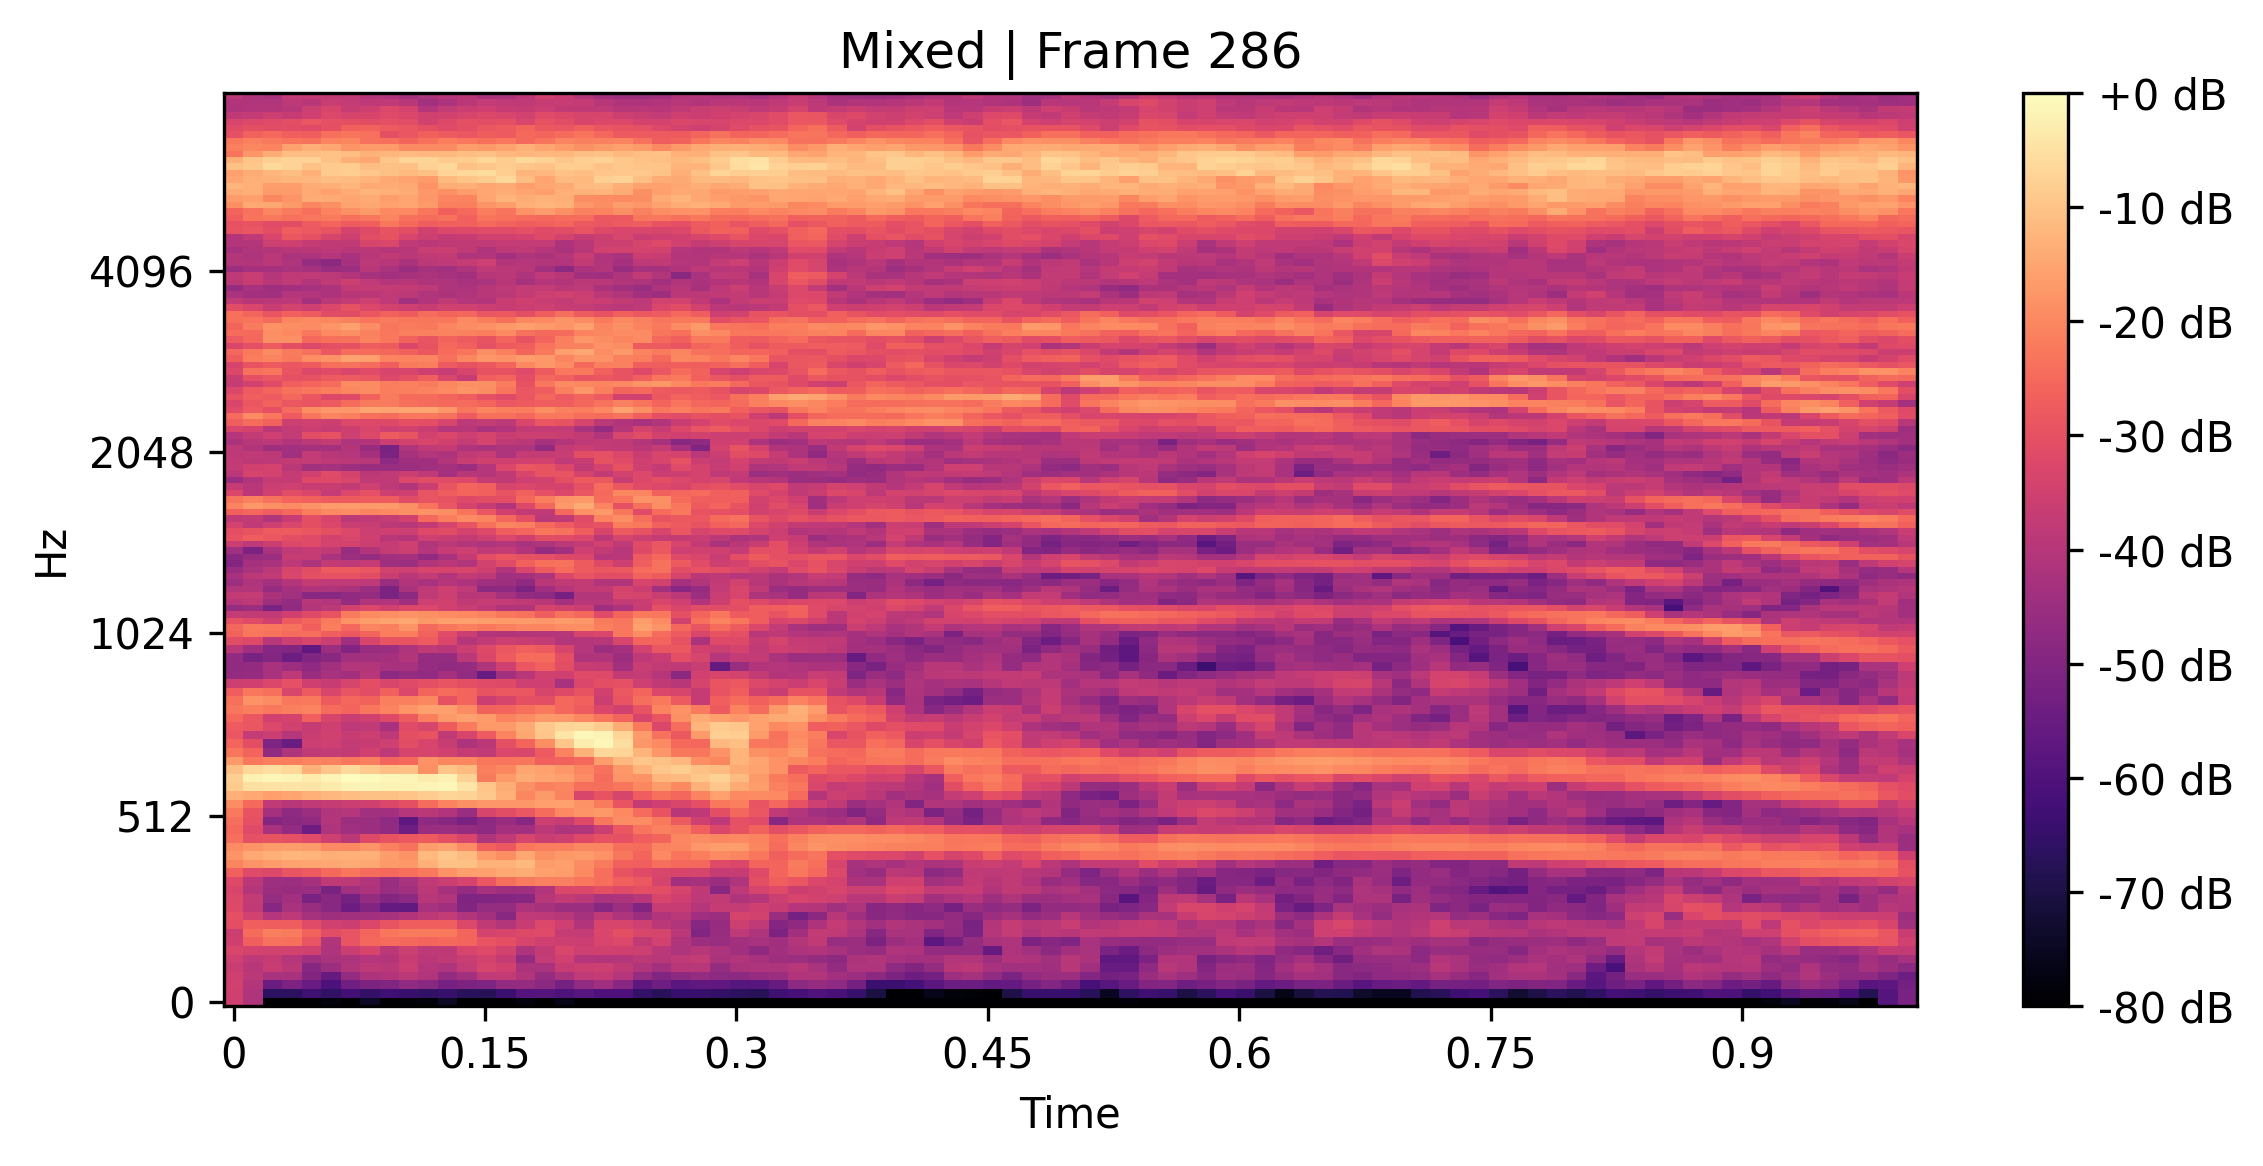 Mixed | Frame 286
+0 dB
-10 dB
-20 dB
-30 dB
-40 dB
-50 dB
-60 dB
-70 dB
-80 dB
Hz
4096
2048
1024
512
0
0 0.15 0.3 0.45 0.6 0.75 0.9
Time